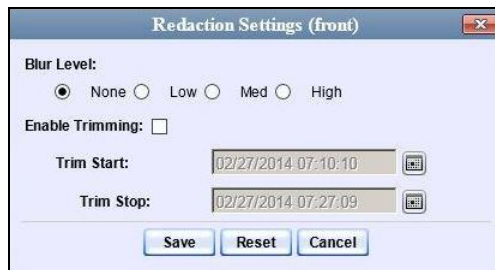 Redaction Settings (front)
Blur Level:
None Low Med High
Enable Trimming:
Trim Start: 02/27/2014 07:10:10
Trim Stop: 02/27/2014 07:27:09
Save Reset Cancel